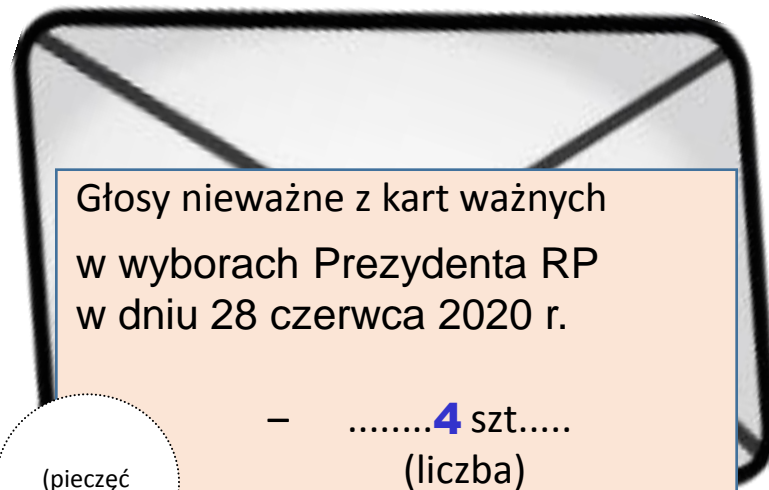 Głosy nieważne z kart ważnych
w wyborach Prezydenta RP
w dniu 28 czerwca 2020 r.
– ........4 szt.....
(liczba)
(pieczęć